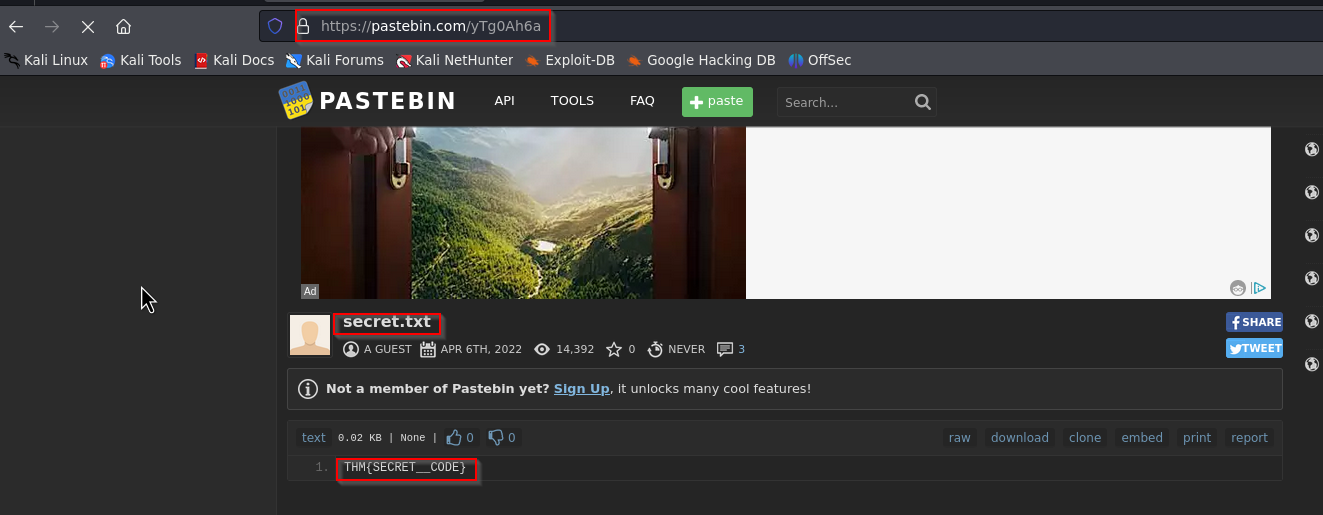 https://pastebin.com/yTg0Ah6a
Kali Linux Kali Tools Kali Docs Kali Forums Kali NetHunter Exploit-DB Google Hacking DB OffSec
0011 1000 101 PASTEBIN API TOOLS FAQ + paste Search...
Ad
secret.txt
SHARE
A GUEST APR 6TH, 2022 14,392 0 NEVER 3
TWEET
Not a member of Pastebin yet? Sign Up, it unlocks many cool features!
text 0.02 KB | None | 0 0 raw download clone embed print report
1. THM{SECRET__CODE}